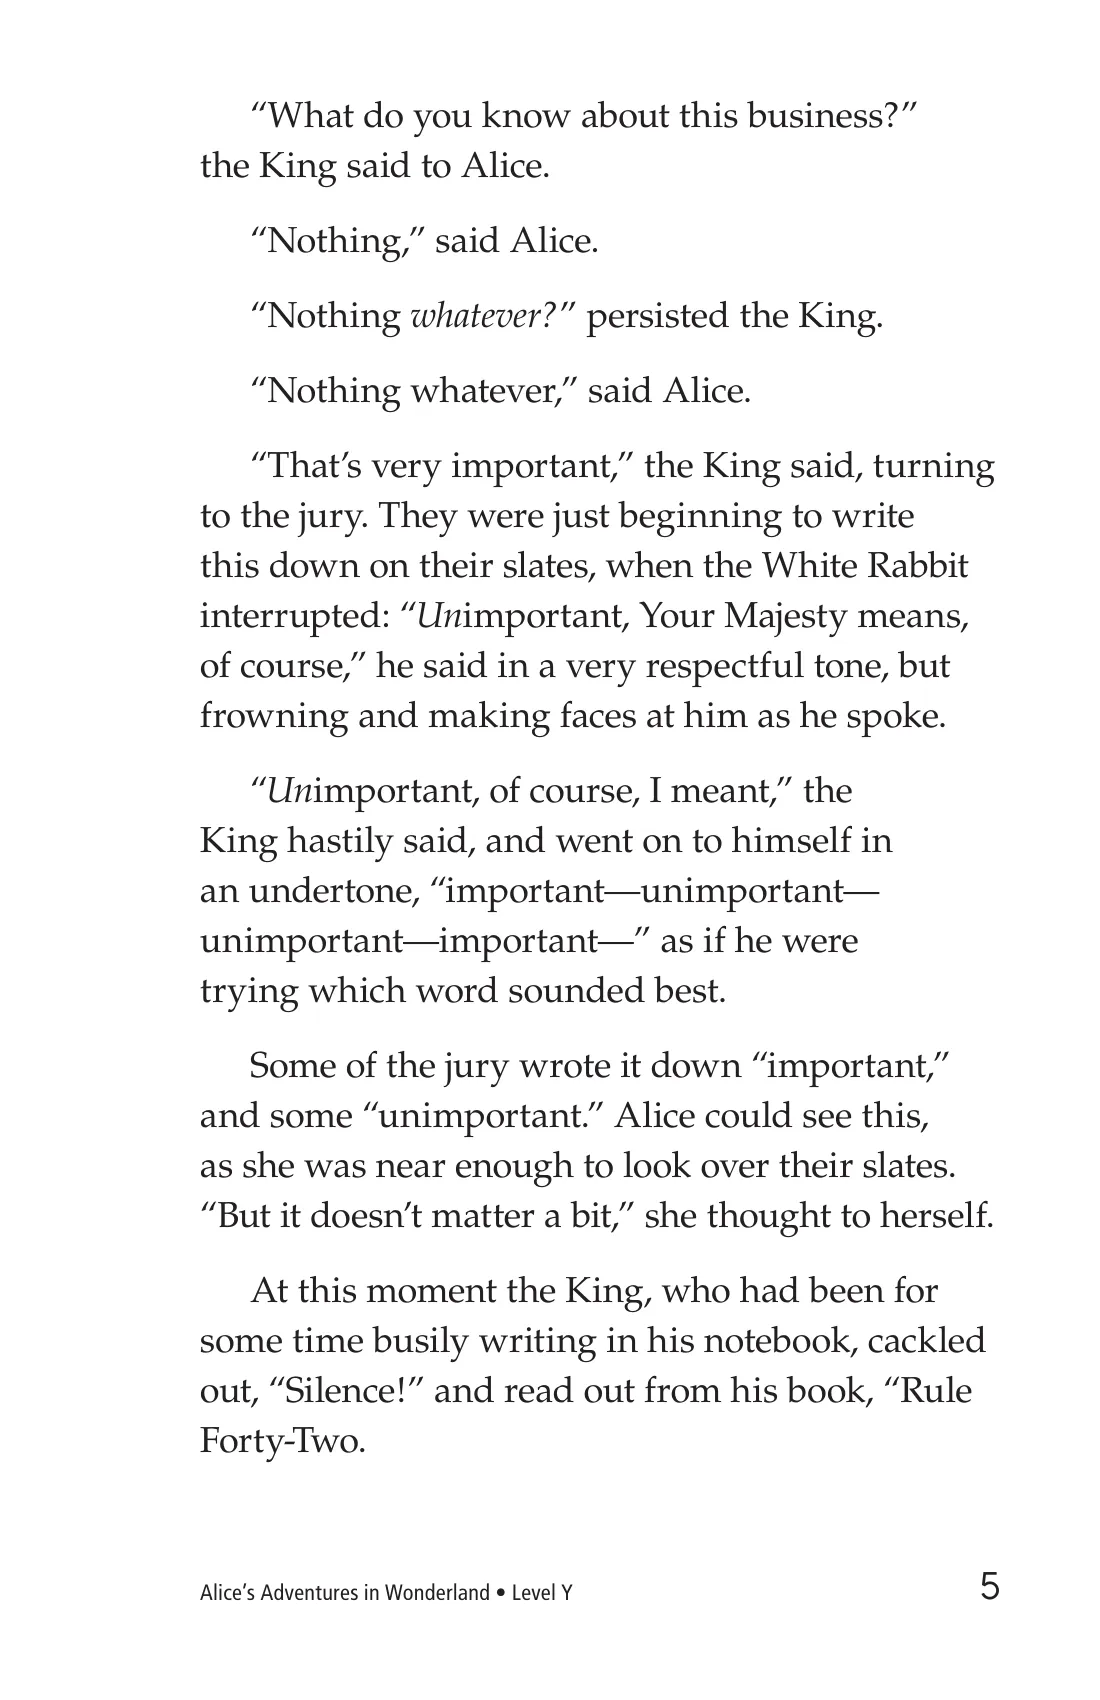 “What do you know about this business?”
the King said to Alice.
“Nothing,” said Alice.
“Nothing whatever?” persisted the King.
“Nothing whatever,” said Alice.
“That’s very important,” the King said, turning
to the jury. They were just beginning to write
this down on their slates, when the White Rabbit
interrupted: “Unimportant, Your Majesty means,
of course,” he said in a very respectful tone, but
frowning and making faces at him as he spoke.
“Unimportant, of course, I meant,” the
King hastily said, and went on to himself in
an undertone, “important—unimportant—
unimportant—important—” as if he were
trying which word sounded best.
Some of the jury wrote it down “important,”
and some “unimportant.” Alice could see this,
as she was near enough to look over their slates.
“But it doesn’t matter a bit,” she thought to herself.
At this moment the King, who had been for
some time busily writing in his notebook, cackled
out, “Silence!” and read out from his book, “Rule
Forty-Two.
Alice’s Adventures in Wonderland • Level Y 5